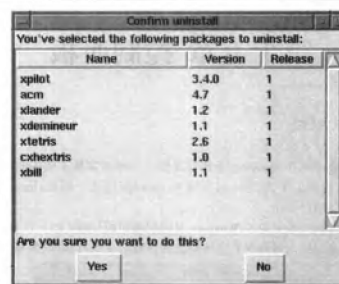 Confirm uninstall
You've selected the following packages to uninstall:
Name Version Release
xpilot 3.4.0 1
acm 4.7 1
xlander 1.2 1
xdemineur 1.1 1
xtetris 2.6 1
cxhextris 1.0 1
xbill 1.1 1
Are you sure you want to do this?
Yes No